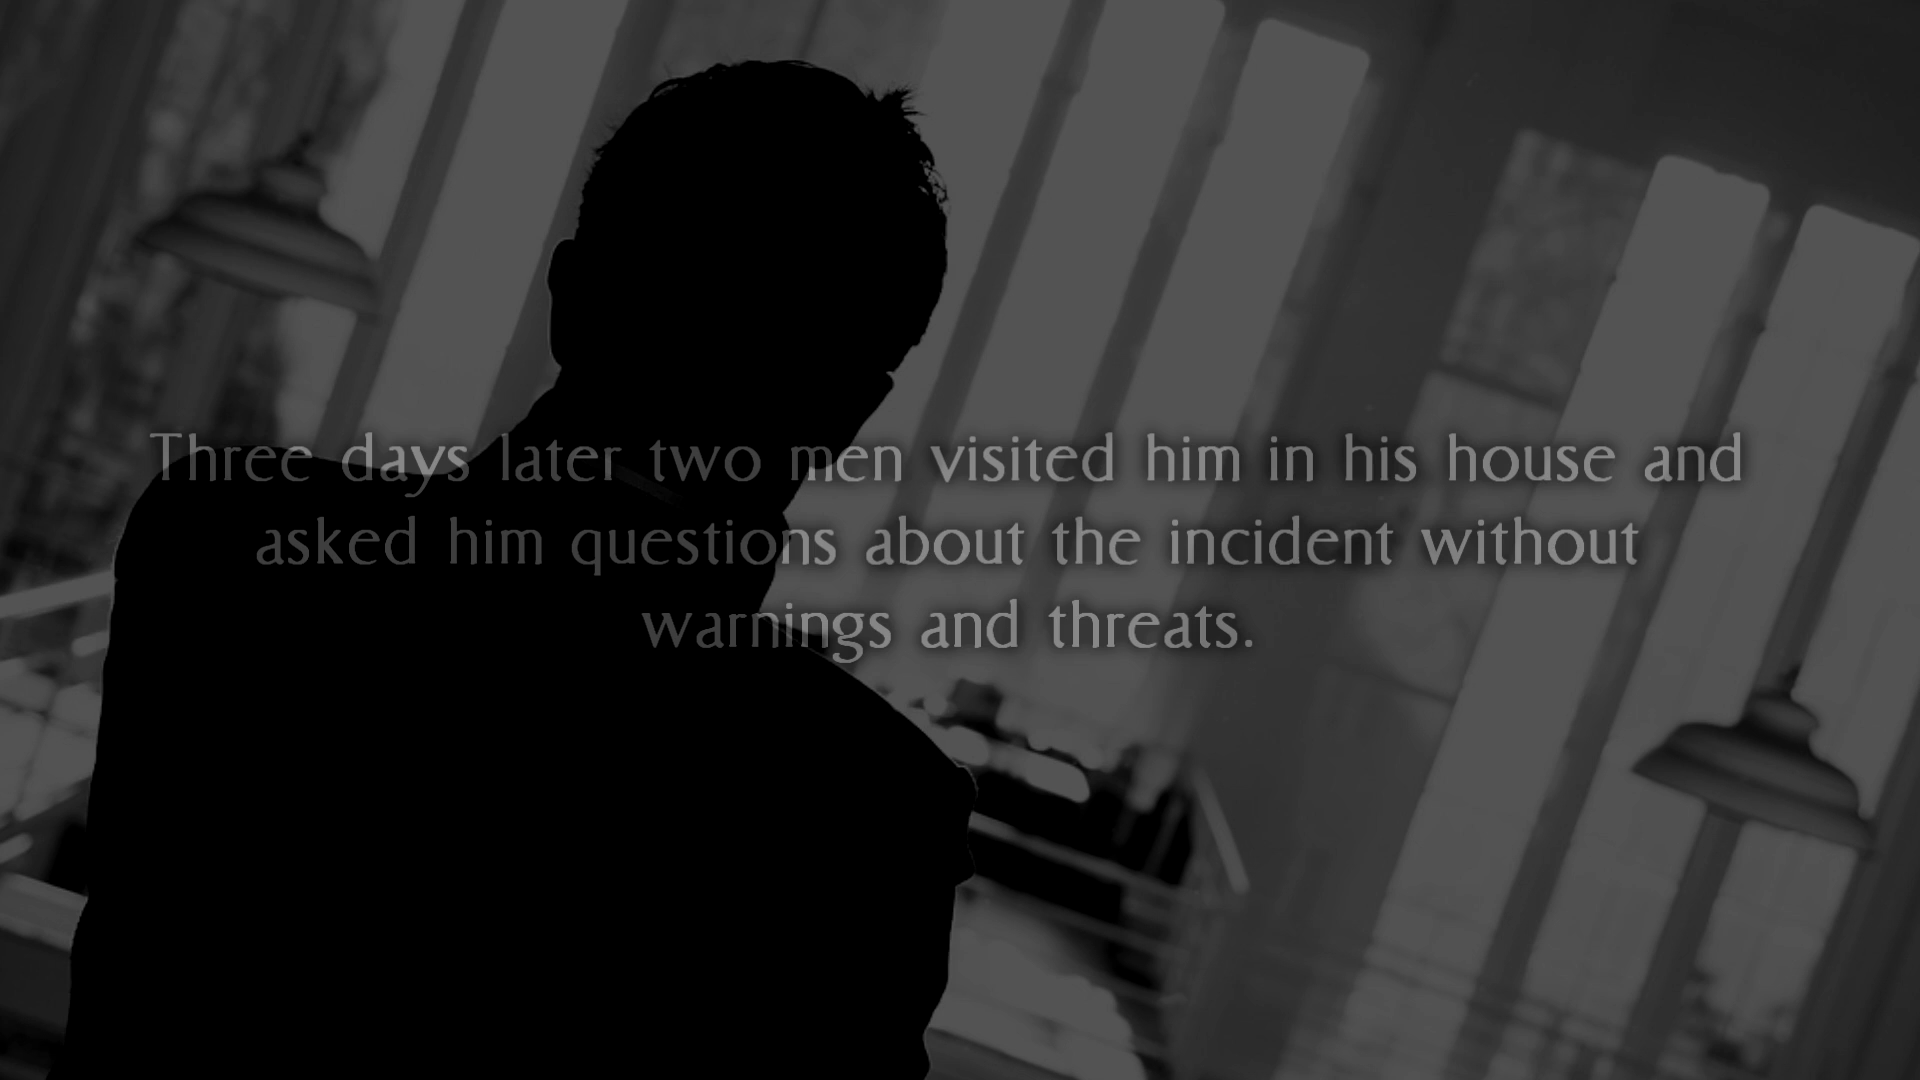 Three days later two men visited him in his house and
asked him questions about the incident without
warnings and threats.